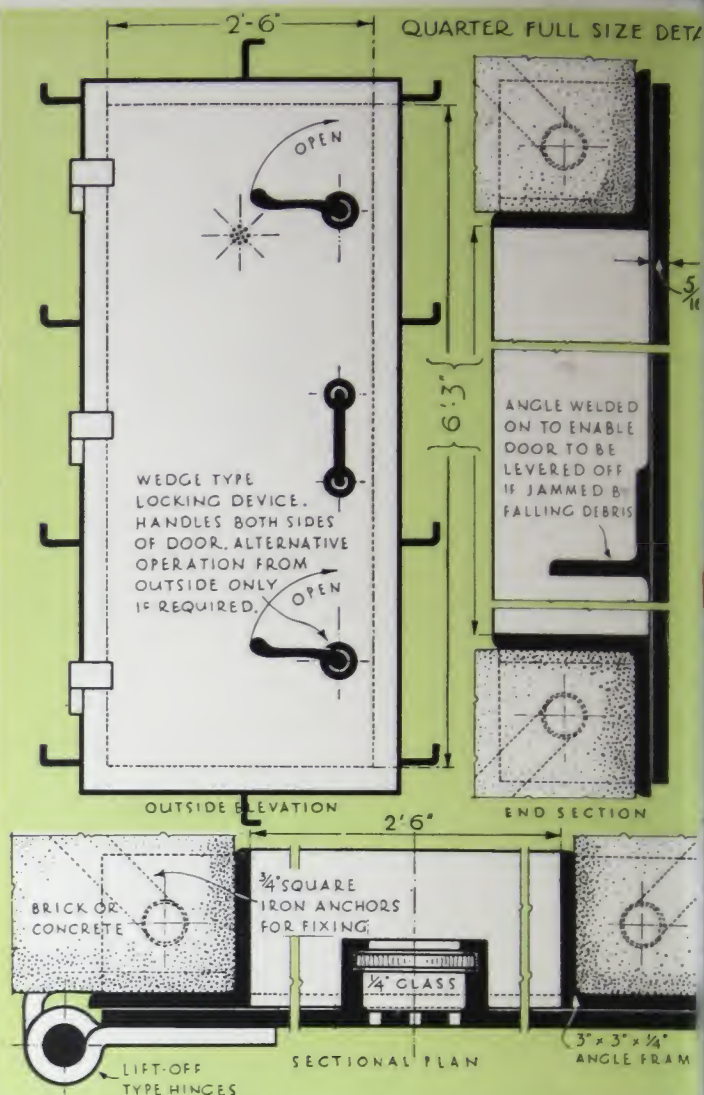 2'-6"
QUARTER FULL SIZE
OPEN
5/
6'·3"
ANGLE WELDED
ON TO ENABLE
DOOR TO BE
LEVERED OFF
IF JAMMED B
FALLING DEBRIS
WEDGE TYPE
LOCKING DEVICE.
HANDLES BOTH SIDES
OF DOOR. ALTERNATIVE
OPERATION FROM
OUTSIDE ONLY
IF REQUIRED.
OPEN
OUTSIDE ELEVATION
END SECTION
2'·6"
BRICK OR
CONCRETE
3/4" SQUARE
IRON ANCHORS
FOR FIXING
1/4" GLASS
3" x 3" x 1/4"
ANGLE FRAM
SECTIONAL PLAN
LIFT-OFF
TYPE HINGES